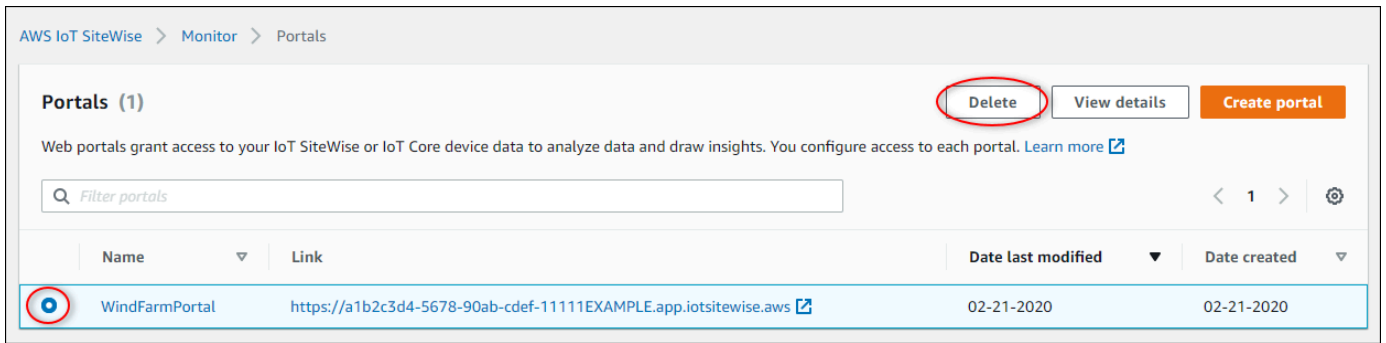 AWS IoT SiteWise > Monitor > Portals
Portals (1) Delete View details Create portal
Web portals grant access to your IoT SiteWise or IoT Core device data to analyze data and draw insights. You configure access to each portal. Learn more
Filter portals < 1 >
Name Link Date last modified Date created
WindFarmPortal https://a1b2c3d4-5678-90ab-cdef-11111EXAMPLE.app.iotsitewise.aws 02-21-2020 02-21-2020